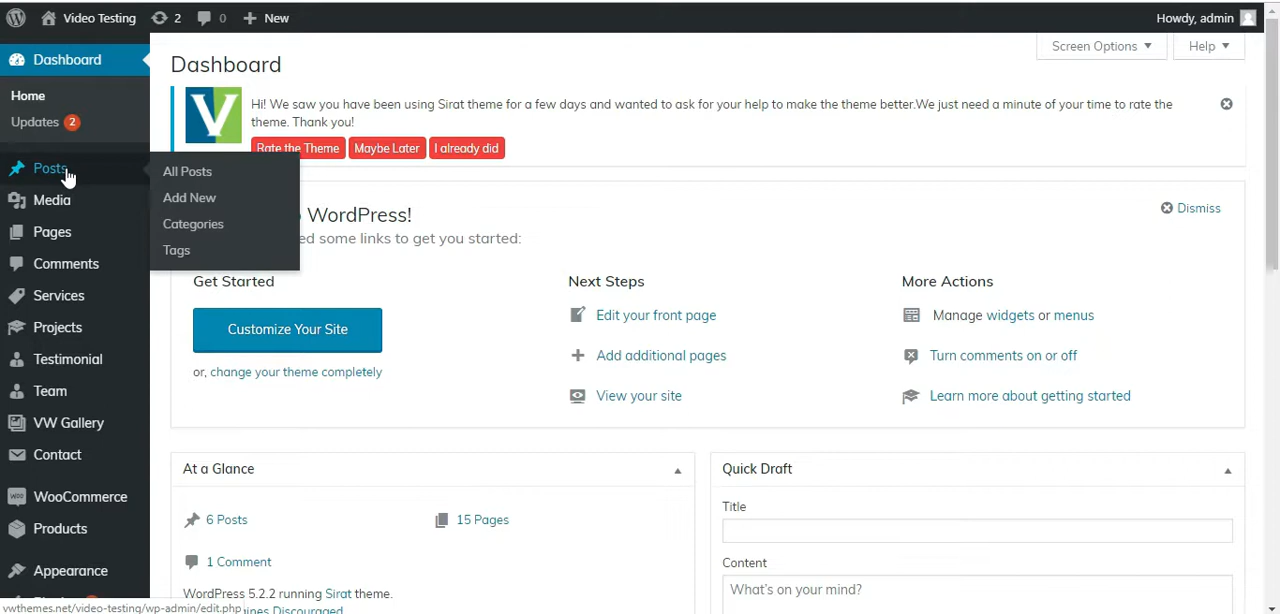 Video Testing 2 0 New Howdy, admin
Dashboard
Home
Updates 2
Posts
Media
Pages
Comments
Services
Projects
Testimonial
Team
VW Gallery
Contact
WooCommerce
Products
Appearance
All Posts
Add New
Categories
Tags
Screen Options Help
Dashboard
Hi! We saw you have been using Sirat theme for a few days and wanted to ask for your help to make the theme better.We just need a minute of your time to rate the
theme. Thank you!
Rate the Theme Maybe Later I already did
WordPress!
Dismiss
ed some links to get you started:
Get Started
Customize Your Site
or, change your theme completely
Next Steps
Edit your front page
Add additional pages
View your site
More Actions
Manage widgets or menus
Turn comments on or off
Learn more about getting started
At a Glance
6 Posts 15 Pages
1 Comment
WordPress 5.2.2 running Sirat theme.
ines Discouraged
Quick Draft
Title
Content
What's on your mind?
vwthemes.net/video-testing/wp-admin/edit.php